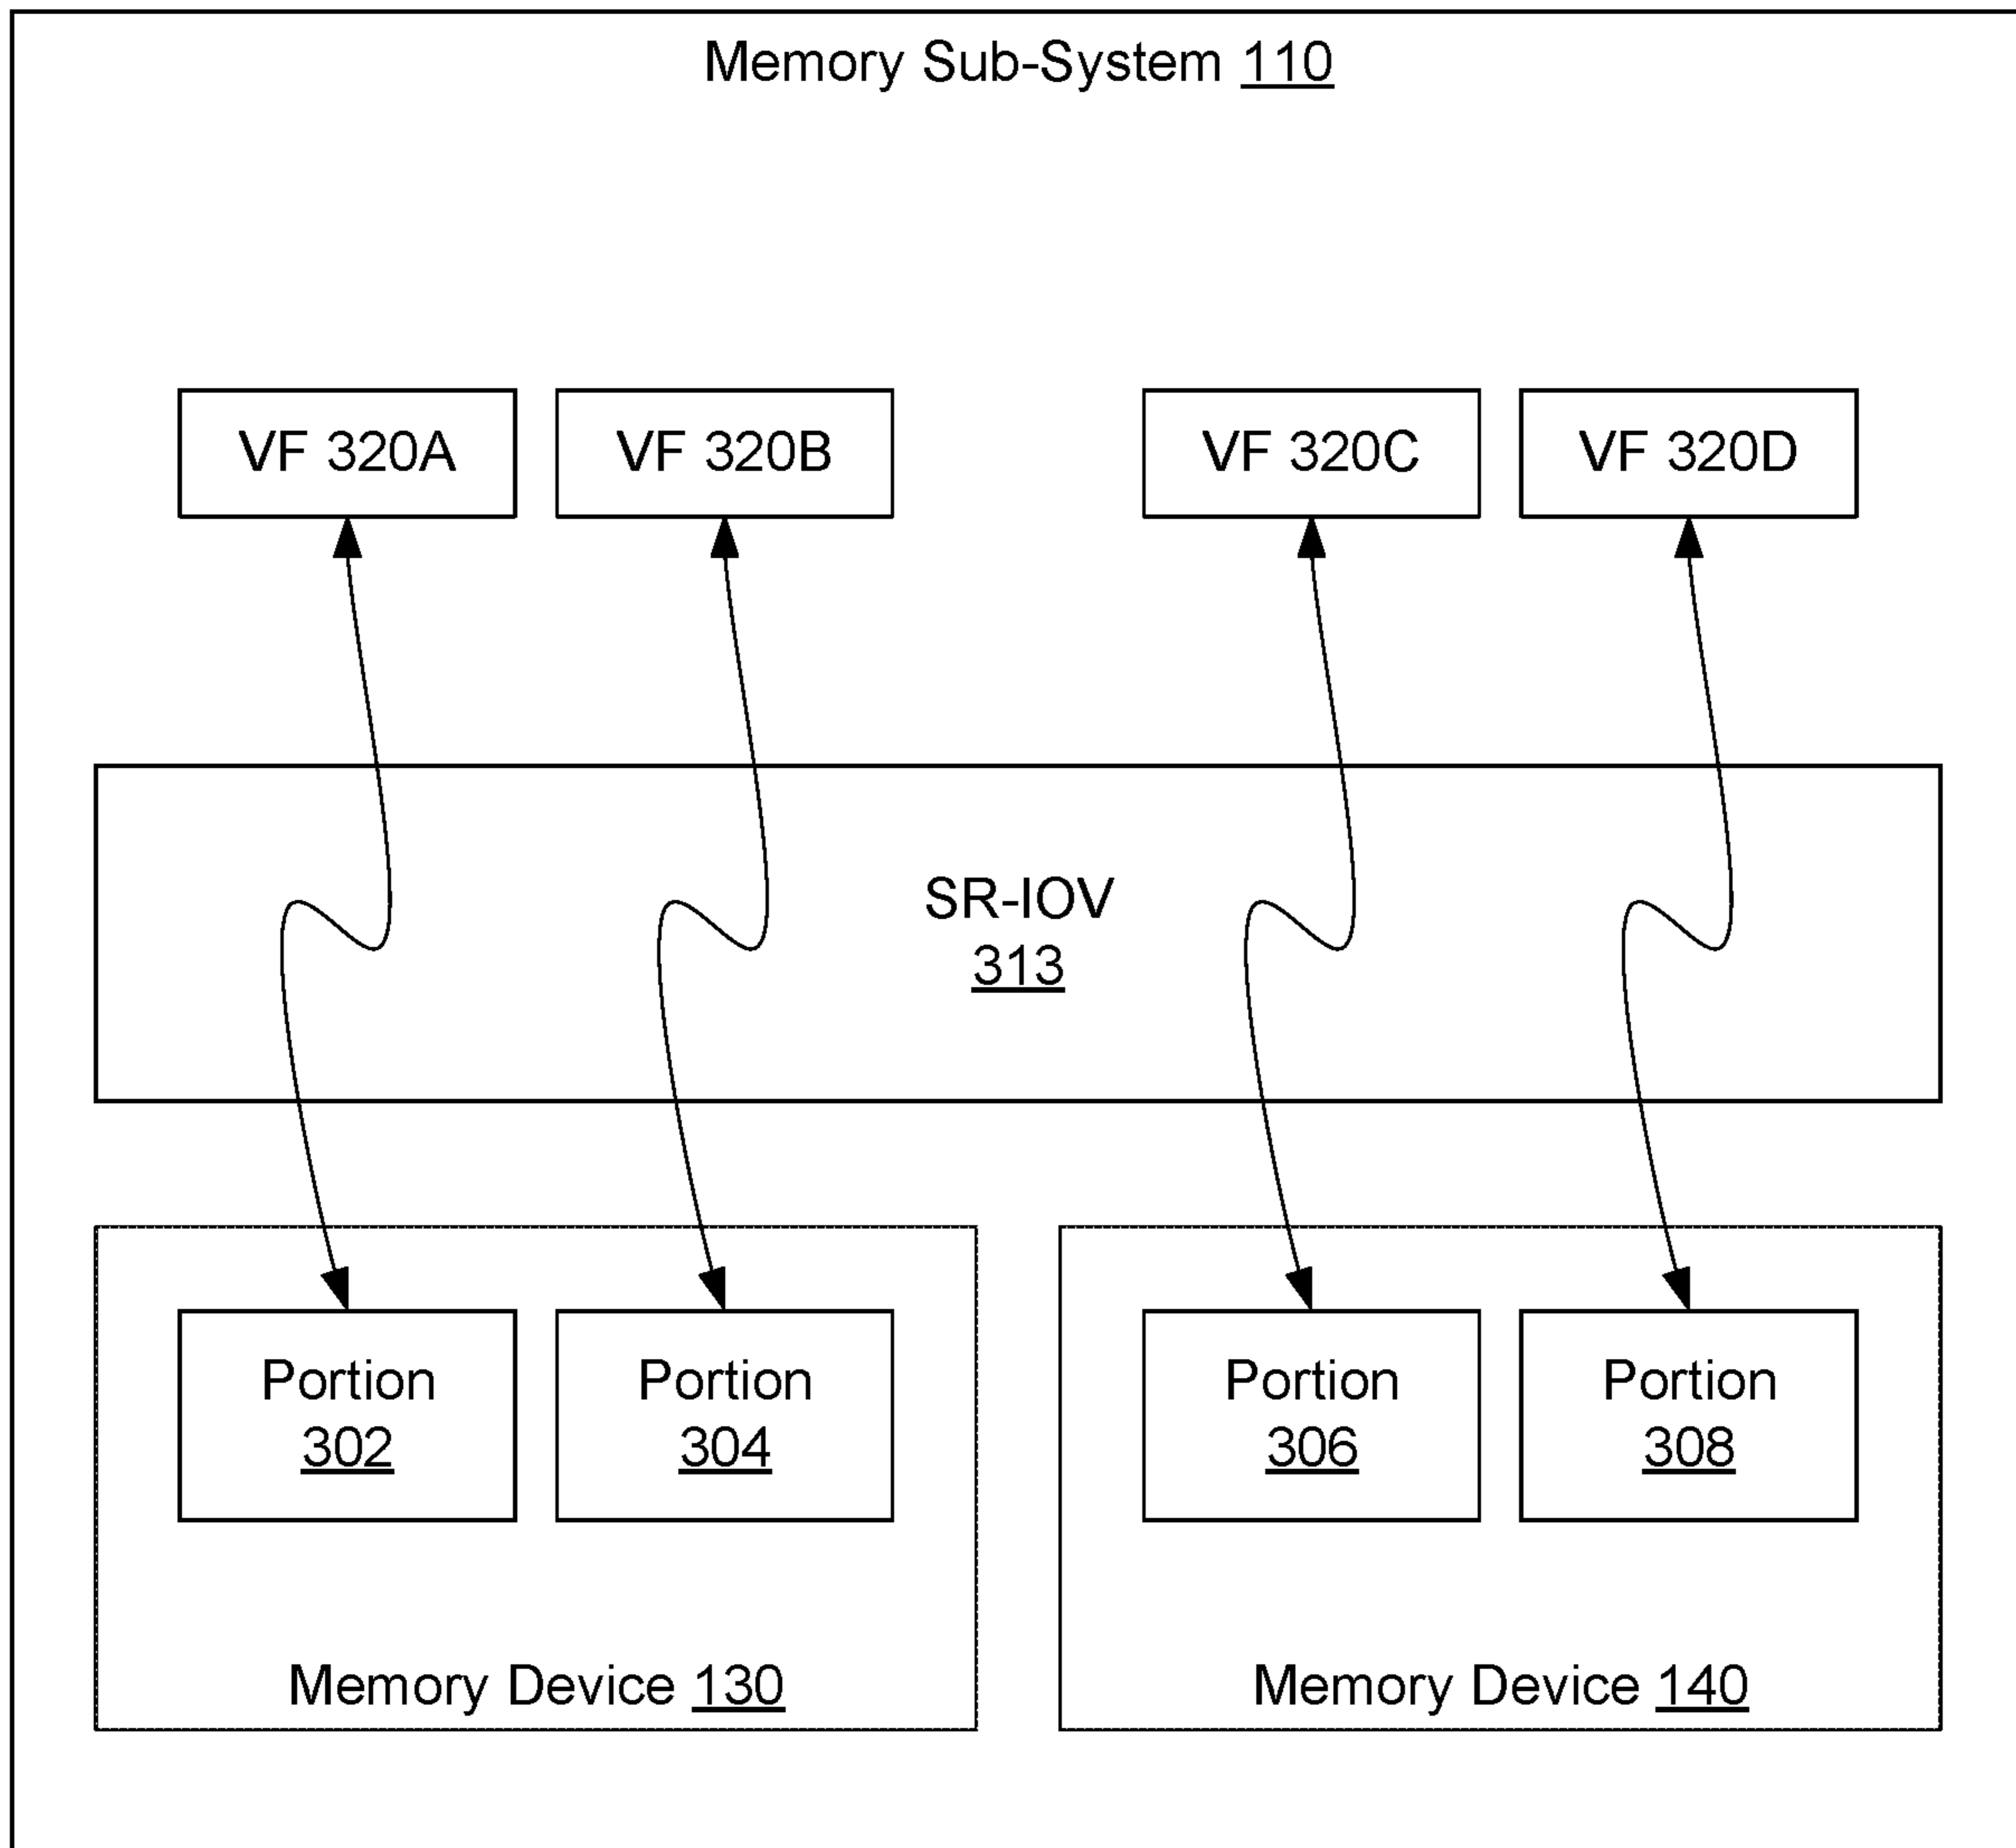 Memory Sub-System 110
VF 320A
VF 320B
VF 320C
VF 320D
SR-IOV
313
Portion
302
Portion
304
Portion
306
Portion
308
Memory Device 130
Memory Device 140